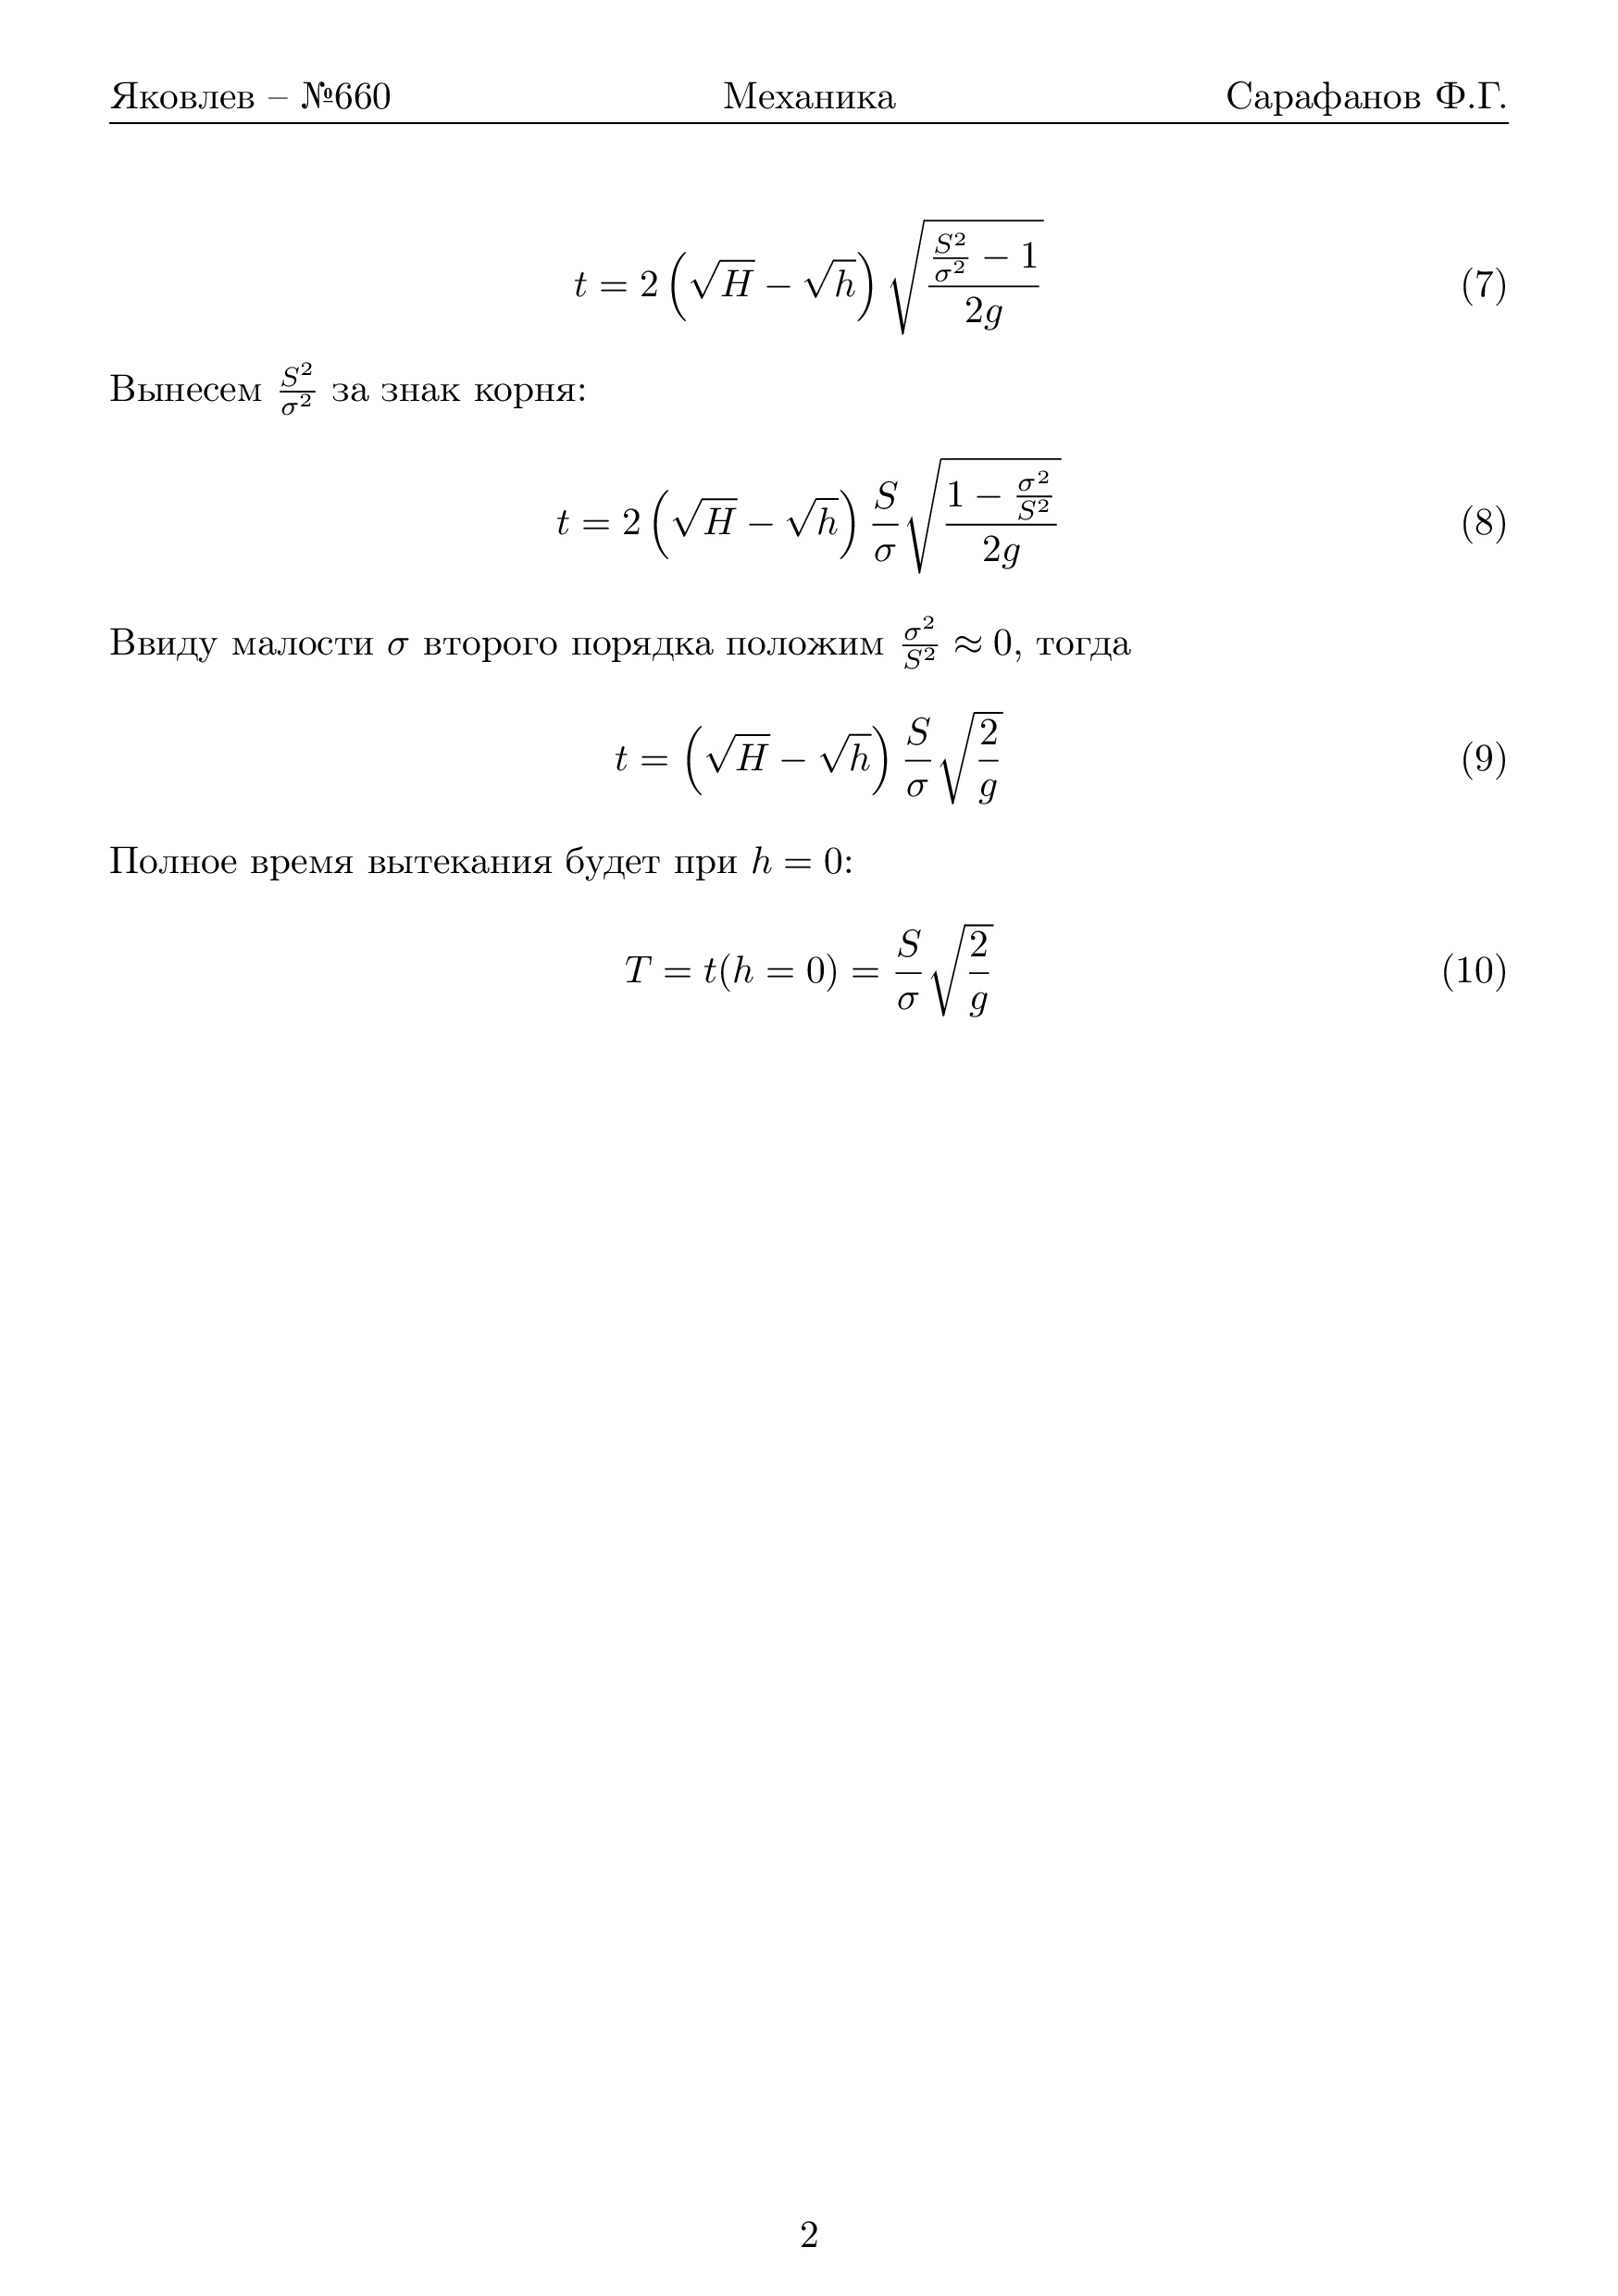 Яковлев – №660 Механика Сарафанов Ф.Г.
$t = 2\left(\sqrt{H} - \sqrt{h}\right)\sqrt{\frac{\frac{S^2}{\sigma^2} - 1}{2g}}$ (7)
Вынесем $\frac{S^2}{\sigma^2}$ за знак корня:
$t = 2\left(\sqrt{H} - \sqrt{h}\right)\frac{S}{\sigma}\sqrt{\frac{1 - \frac{\sigma^2}{S^2}}{2g}}$ (8)
Ввиду малости $\sigma$ второго порядка положим $\frac{\sigma^2}{S^2} \approx 0$, тогда
$t = \left(\sqrt{H} - \sqrt{h}\right)\frac{S}{\sigma}\sqrt{\frac{2}{g}}$ (9)
Полное время вытекания будет при $h = 0$:
$T = t(h = 0) = \frac{S}{\sigma}\sqrt{\frac{2}{g}}$ (10)
2